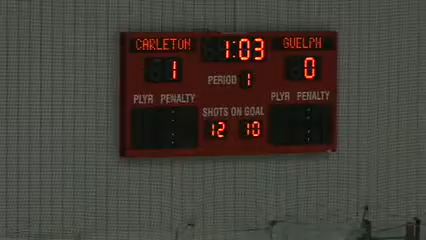 CARLETON 1:03 GUELPH
1 PERIOD 1 0
PLYR PENALTY PLYR PENALTY
SHOTS ON GOAL
12 10